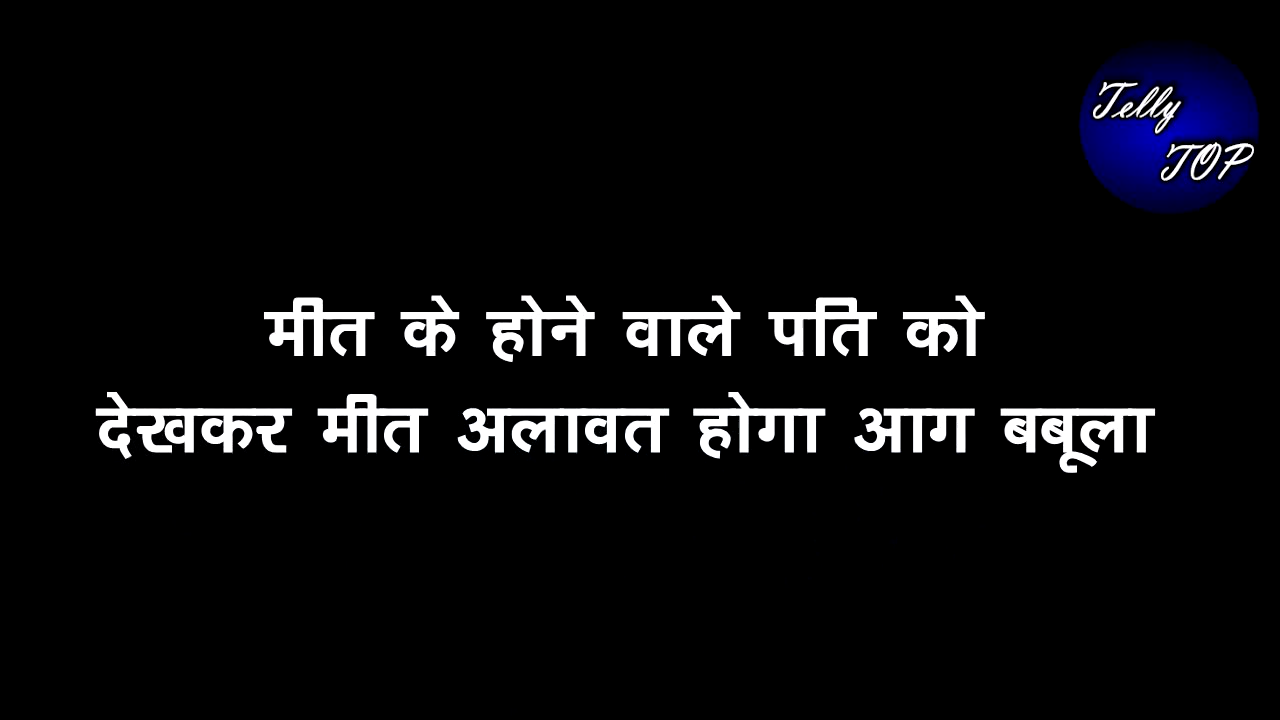 Telly
TOP
मीत के होने वाले पति को
देखकर मीत अलावत होगा आग बबूला